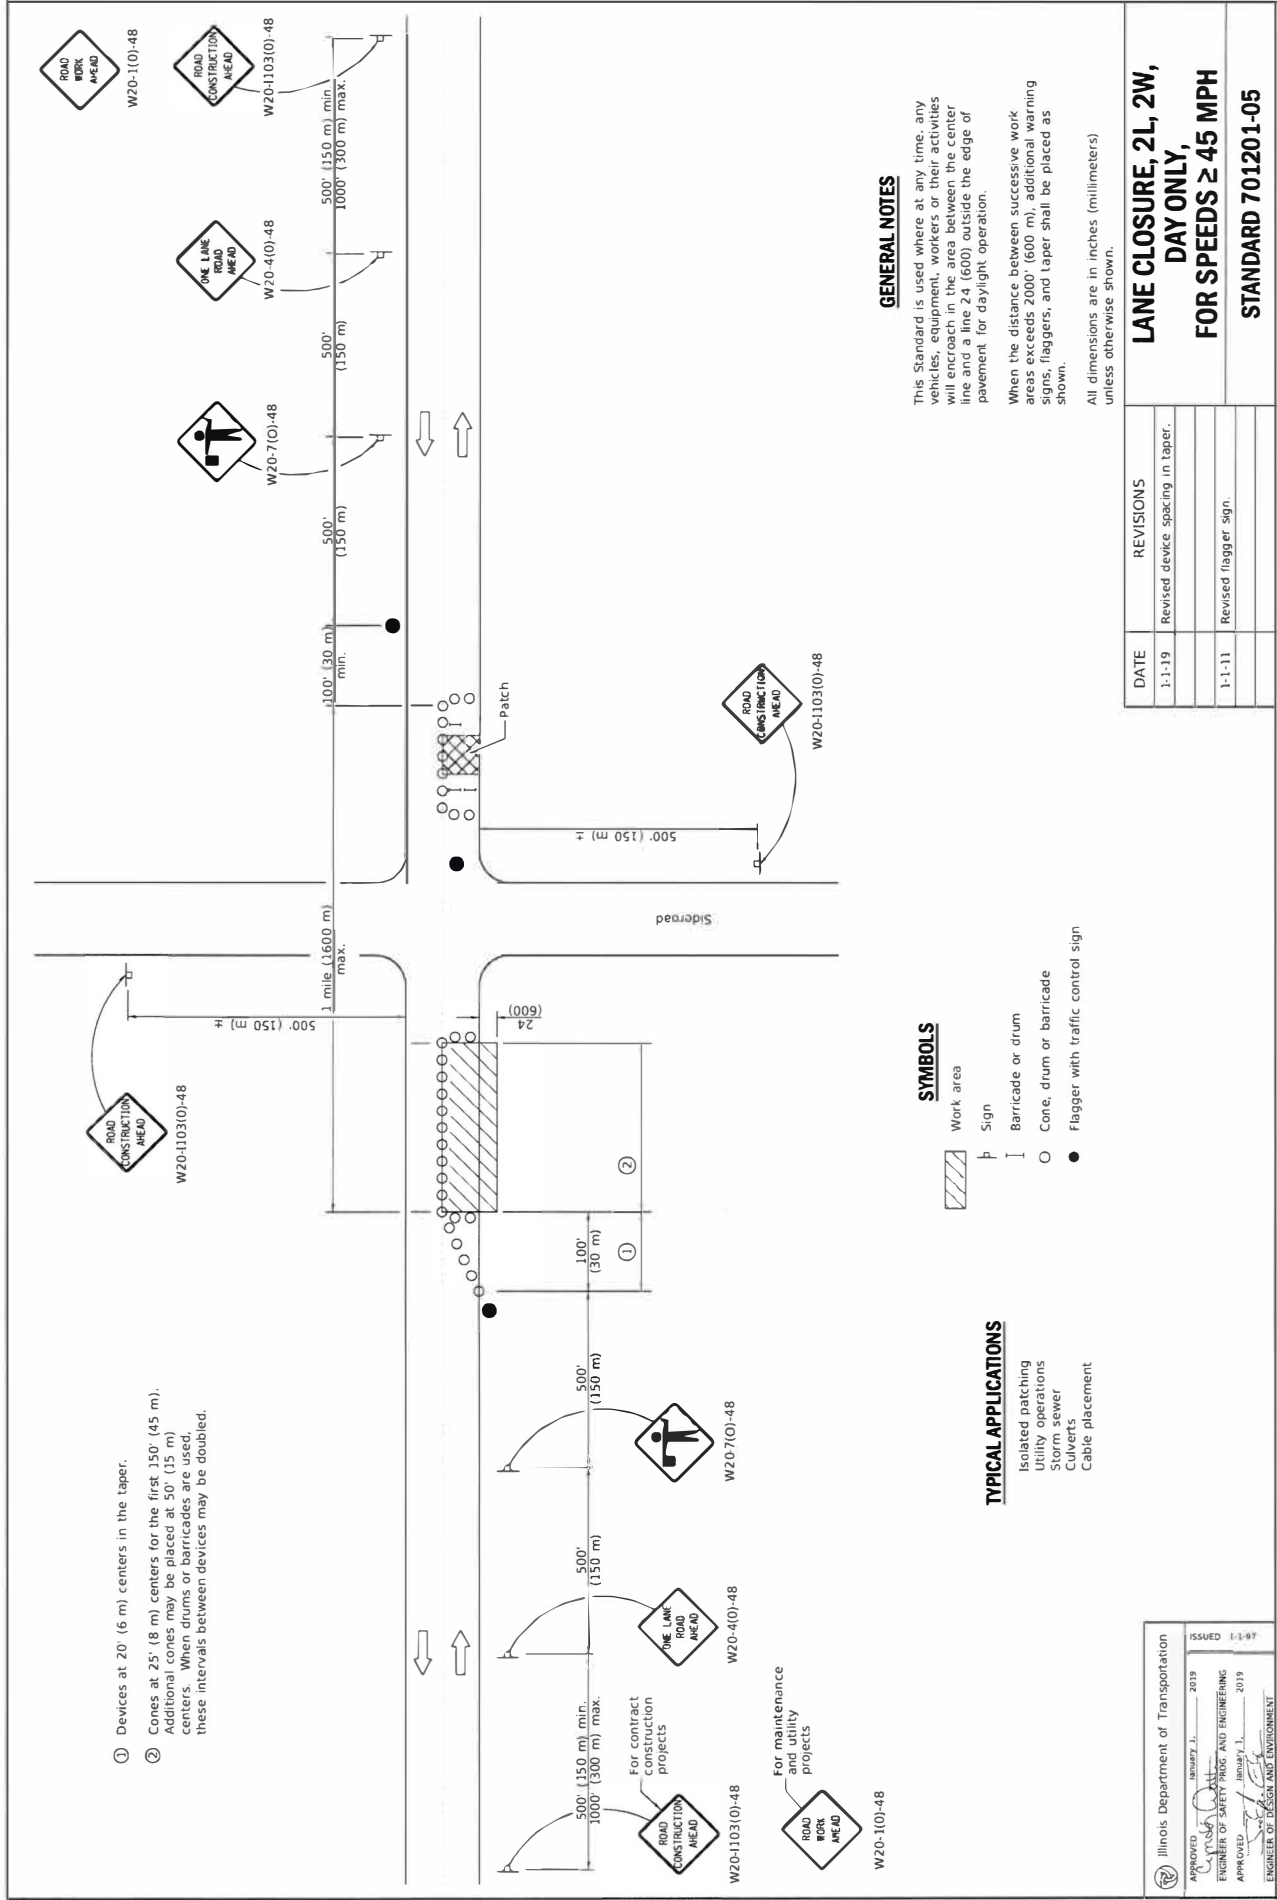 ① Devices at 20' (6 m) centers in the taper.
② Cones at 25' (8 m) centers for the first 150' (45 m).
Additional cones may be placed at 50' (15 m)
centers. When drums or barricades are used,
these intervals between devices may be doubled.
ROAD
CONSTRUCTION
AHEAD
W20-I103(O)-48
500' (150 m) ±
1 mile (1600 m)
max.
100' (30 m)
min.
500'
(150 m)
W20-7(O)-48
500'
(150 m)
ONE LANE
ROAD
AHEAD
W20-4(O)-48
500' (150 m) min.
1000' (300 m) max.
ROAD
CONSTRUCTION
AHEAD
W20-I103(O)-48
ROAD
WORK
AHEAD
W20-1(O)-48
500' (150 m) min.
1000' (300 m) max.
For contract
construction
projects
ROAD
CONSTRUCTION
AHEAD
W20-I103(O)-48
For maintenance
and utility
projects
ROAD
WORK
AHEAD
W20-1(O)-48
500'
(150 m)
ONE LANE
ROAD
AHEAD
W20-4(O)-48
500'
(150 m)
W20-7(O)-48
100'
(30 m)
①
②
24
(600)
Sideroad
500' (150 m) ±
Patch
ROAD
CONSTRUCTION
AHEAD
W20-I103(O)-48
TYPICAL APPLICATIONS
Isolated patching
Utility operations
Storm sewer
Culverts
Cable placement
SYMBOLS
Work area
Sign
Barricade or drum
Cone, drum or barricade
Flagger with traffic control sign
GENERAL NOTES
This Standard is used where at any time, any
vehicles, equipment, workers or their activities
will encroach in the area between the center
line and a line 24 (600) outside the edge of
pavement for daylight operation.
When the distance between successive work
areas exceeds 2000' (600 m), additional warning
signs, flaggers, and taper shall be placed as
shown.
All dimensions are in inches (millimeters)
unless otherwise shown.
Illinois Department of Transportation
APPROVED January 1, 2019
ENGINEER OF SAFETY PROG. AND ENGINEERING
APPROVED January 1, 2019
ENGINEER OF DESIGN AND ENVIRONMENT
ISSUED 1-1-97
DATE REVISIONS
1-1-19 Revised device spacing in taper.
1-1-11 Revised flagger sign.
LANE CLOSURE, 2L, 2W,
DAY ONLY,
FOR SPEEDS ≥ 45 MPH
STANDARD 701201-05